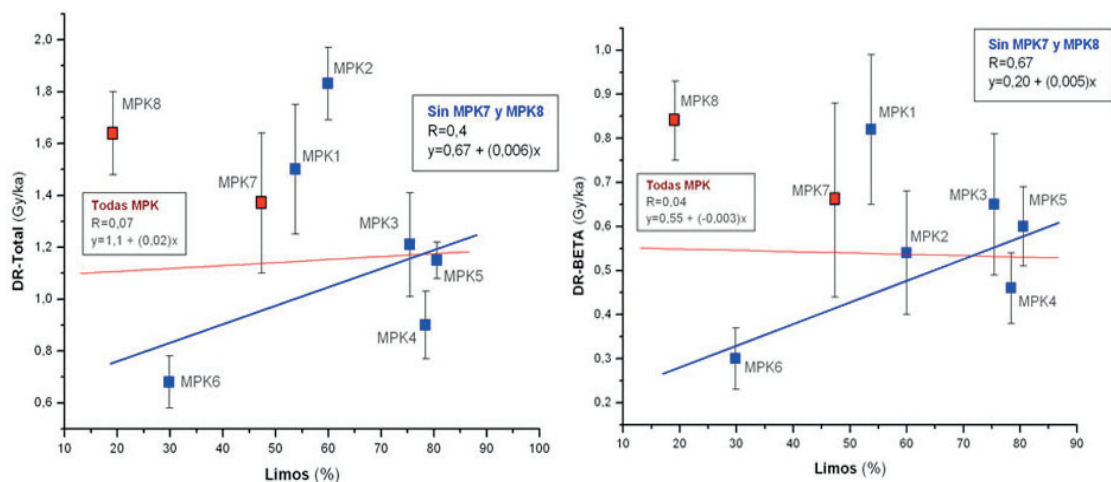 2,0
1,8
1,6
1,4
1,2
1,0
0,8
0,6
DR-Total (Gy/ka)
MPK8
MPK2
MPK1
MPK7
MPK3
MPK5
MPK4
MPK6
Sin MPK7 y MPK8
R=0,4
y=0,67 + (0,006)x
Todas MPK
R=0,07
y=1,1 + (0,02)x
10 20 30 40 50 60 70 80 90 100
Limos (%)
1,0
0,9
0,8
0,7
0,6
0,5
0,4
0,3
0,2
DR-BETA (Gy/ka)
Sin MPK7 y MPK8
R=0,67
y=0,20 + (0,005)x
MPK8
MPK1
Todas MPK
R=0,04
y=0,55 + (-0,003)x
MPK7
MPK3
MPK5
MPK2
MPK4
MPK6
10 20 30 40 50 60 70 80 90
Limos (%)